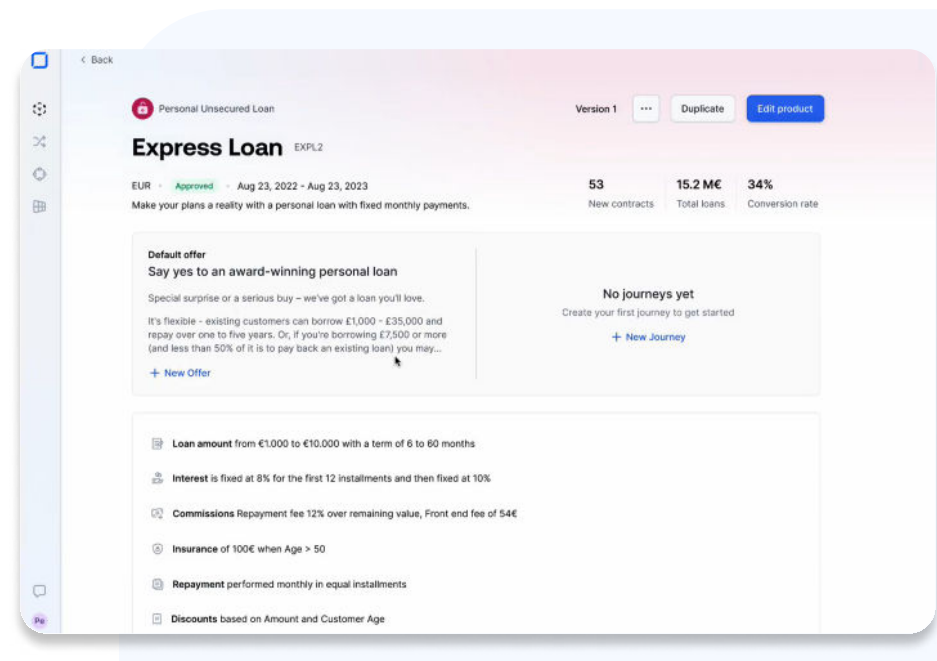 < Back
Personal Unsecured Loan
Version 1 ... Duplicate Edit product
Express Loan EXPL2
EUR · Approved · Aug 23, 2022 - Aug 23, 2023
Make your plans a reality with a personal loan with fixed monthly payments.
53 15.2 M€ 34%
New contracts Total loans Conversion rate
Default offer
Say yes to an award-winning personal loan
Special surprise or a serious buy – we've got a loan you'll love.
It's flexible - existing customers can borrow £1,000 - £35,000 and
repay over one to five years. Or, if you're borrowing £7,500 or more
(and less than 50% of it is to pay back an existing loan) you may...
+ New Offer
No journeys yet
Create your first journey to get started
+ New Journey
Loan amount from €1.000 to €10.000 with a term of 6 to 60 months
Interest is fixed at 8% for the first 12 installments and then fixed at 10%
Commissions Repayment fee 12% over remaining value, Front end fee of 54€
Insurance of 100€ when Age > 50
Repayment performed monthly in equal installments
Discounts based on Amount and Customer Age
Pe